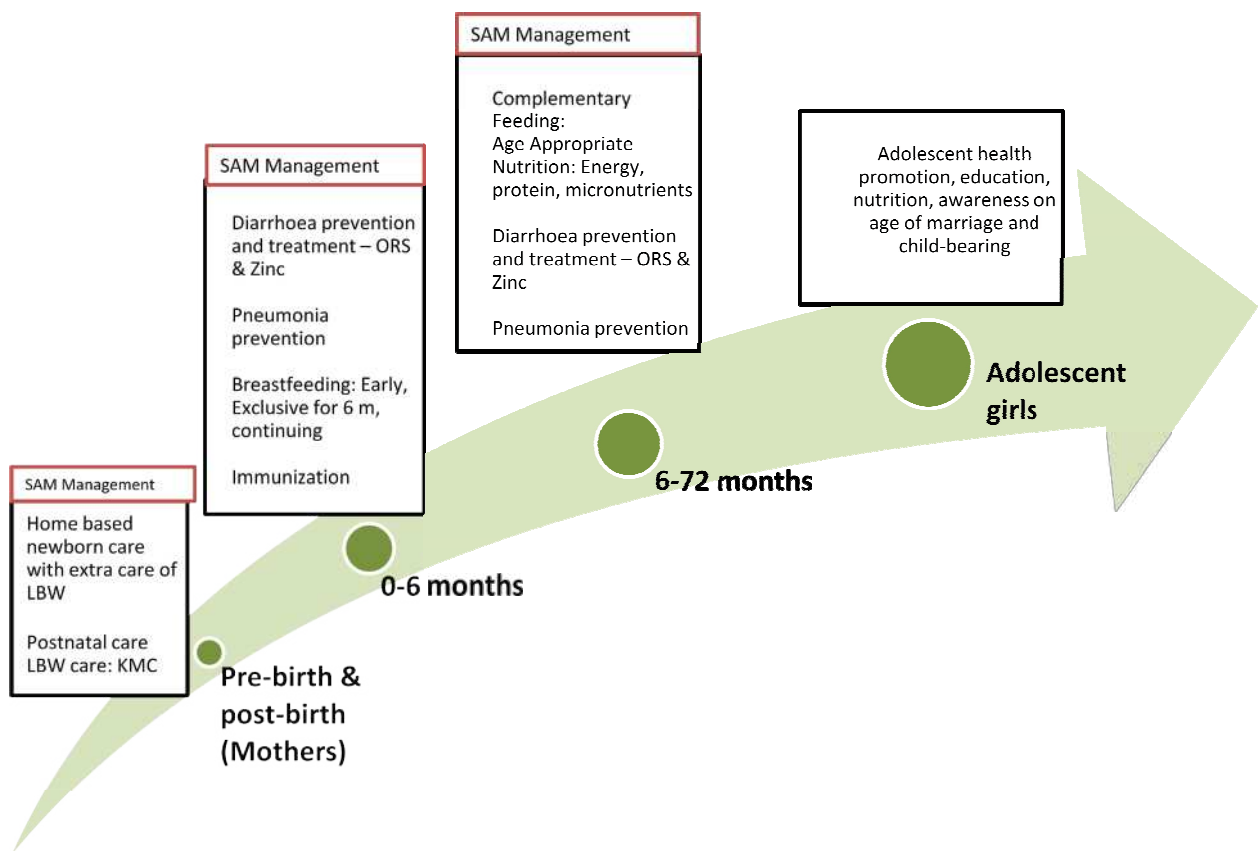 SAM Management
Home based
newborn care
with extra care of
LBW
Postnatal care
LBW care: KMC
Pre-birth &
post-birth
(Mothers)
SAM Management
Diarrhoea prevention
and treatment – ORS
& Zinc
Pneumonia
prevention
Breastfeeding: Early,
Exclusive for 6 m,
continuing
Immunization
0-6 months
SAM Management
Complementary
Feeding:
Age Appropriate
Nutrition: Energy,
protein, micronutrients
Diarrhoea prevention
and treatment – ORS &
Zinc
Pneumonia prevention
6-72 months
Adolescent health
promotion, education,
nutrition, awareness on
age of marriage and
child-bearing
Adolescent
girls